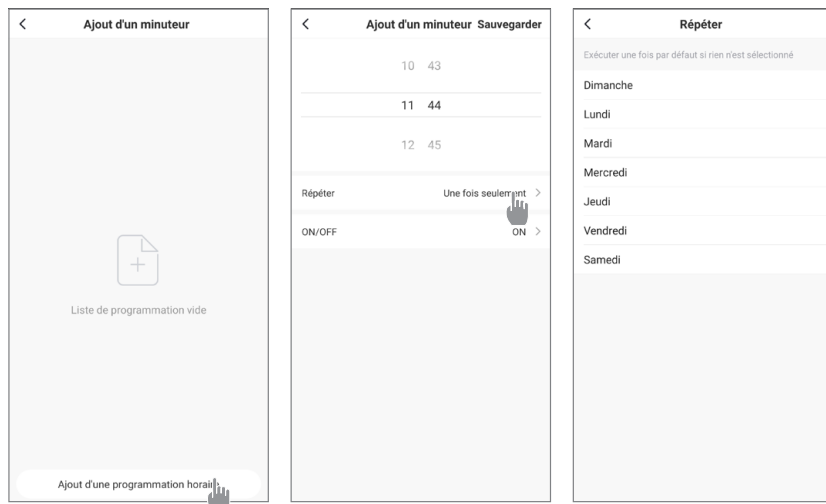 Ajout d'un minuteur
Liste de programmation vide
Ajout d'une programmation horaire
Ajout d'un minuteur Sauvegarder
10 43
11 44
12 45
Répéter Une fois seulement
ON/OFF ON
Répéter
Exécuter une fois par défaut si rien n'est sélectionné
Dimanche
Lundi
Mardi
Mercredi
Jeudi
Vendredi
Samedi